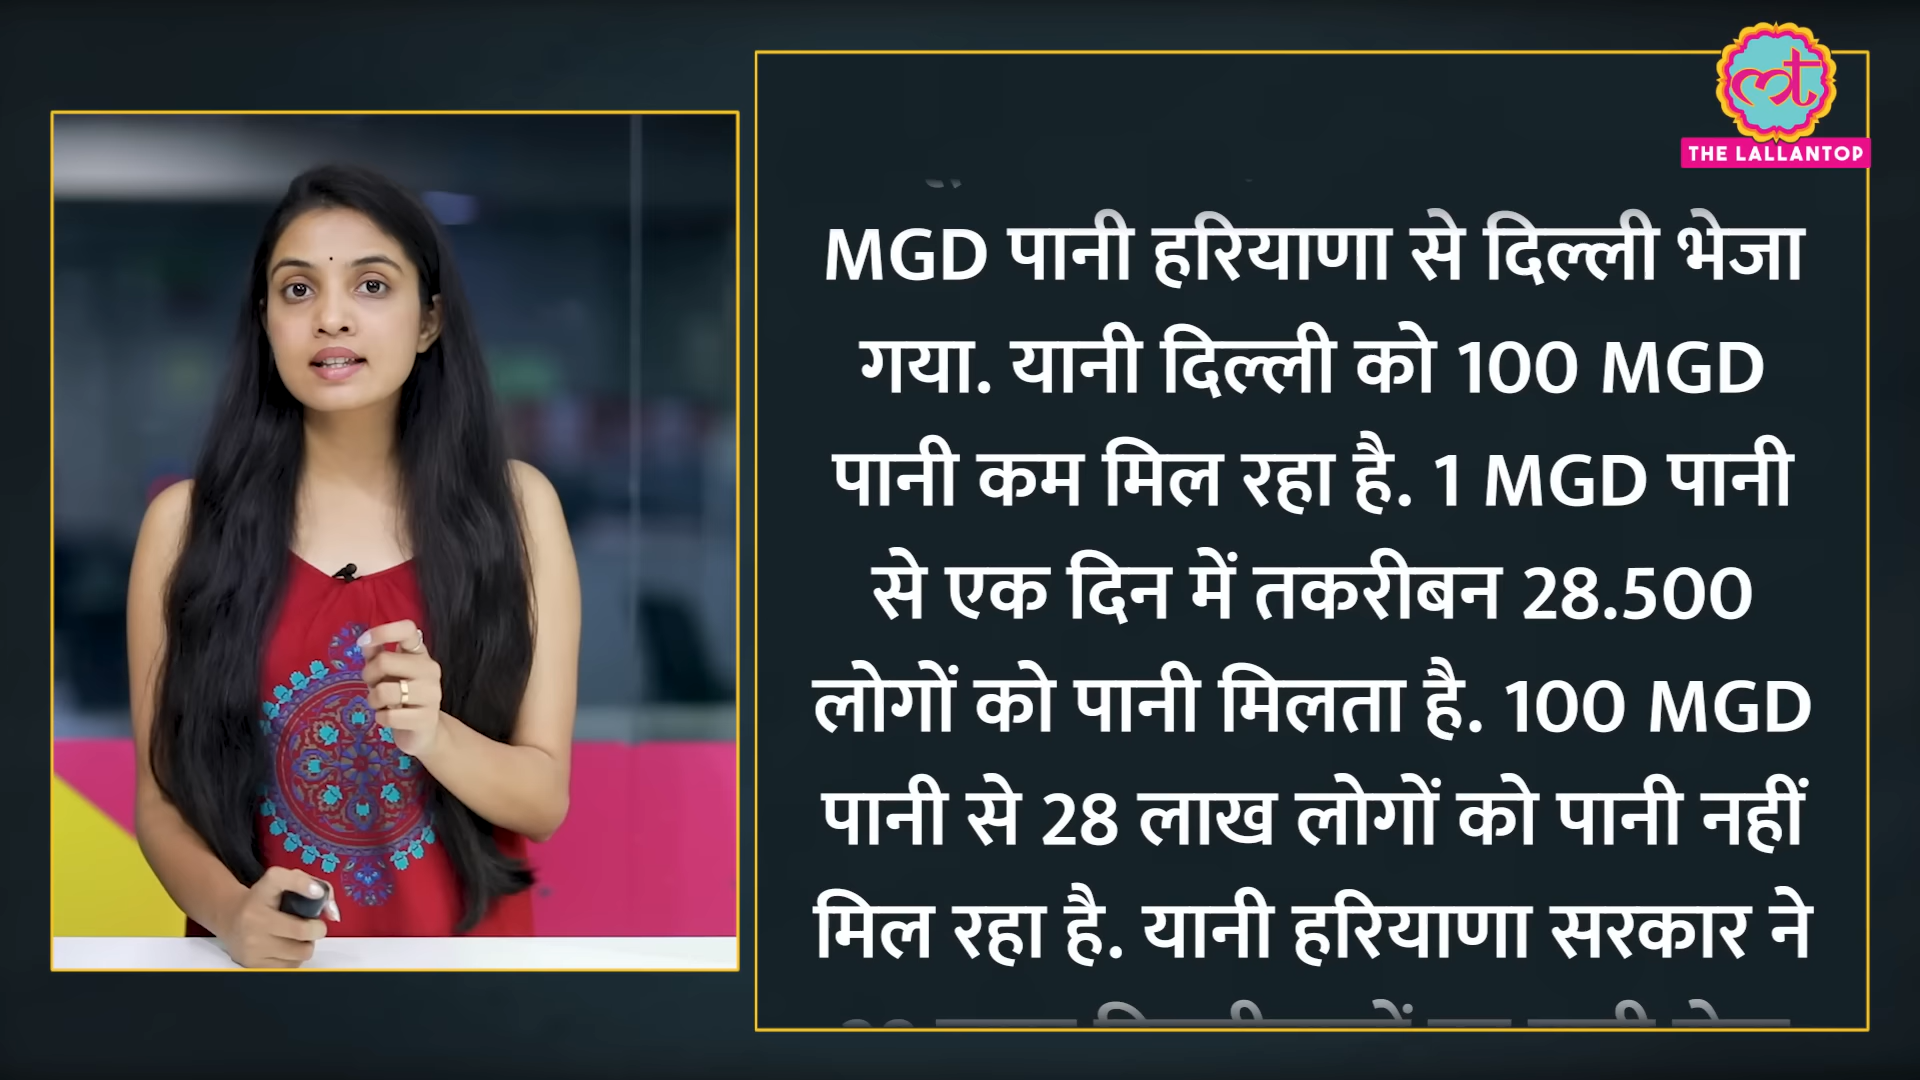 THE LALLANTOP
MGD पानी हरियाणा से दिल्ली भेजा
गया. यानी दिल्ली को 100 MGD
पानी कम मिल रहा है. 1 MGD पानी
से एक दिन में तकरीबन 28.500
लोगों को पानी मिलता है. 100 MGD
पानी से 28 लाख लोगों को पानी नहीं
मिल रहा है. यानी हरियाणा सरकार ने